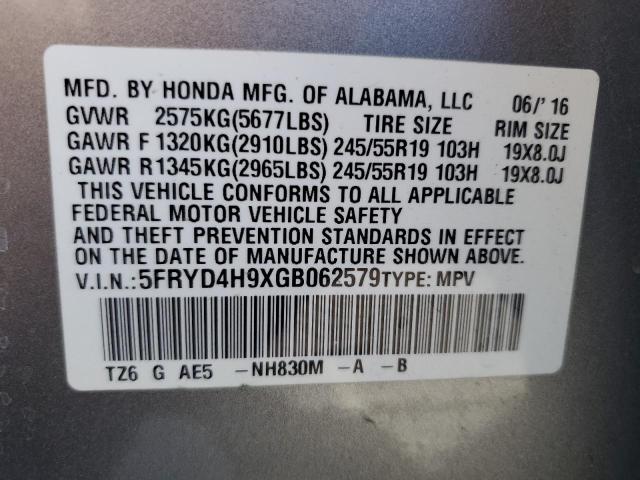 MFD. BY HONDA MFG. OF ALABAMA, LLC 06/' 16
GVWR 2575KG(5677LBS) TIRE SIZE RIM SIZE
GAWR F 1320KG(2910LBS) 245/55R19 103H 19X8.0J
GAWR R 1345KG(2965LBS) 245/55R19 103H 19X8.0J
THIS VEHICLE CONFORMS TO ALL APPLICABLE
FEDERAL MOTOR VEHICLE SAFETY
AND THEFT PREVENTION STANDARDS IN EFFECT
ON THE DATE OF MANUFACTURE SHOWN ABOVE.
V.I.N.: 5FRYD4H9XGB062579 TYPE: MPV
TZ6 G AE5 -NH830M -A -B